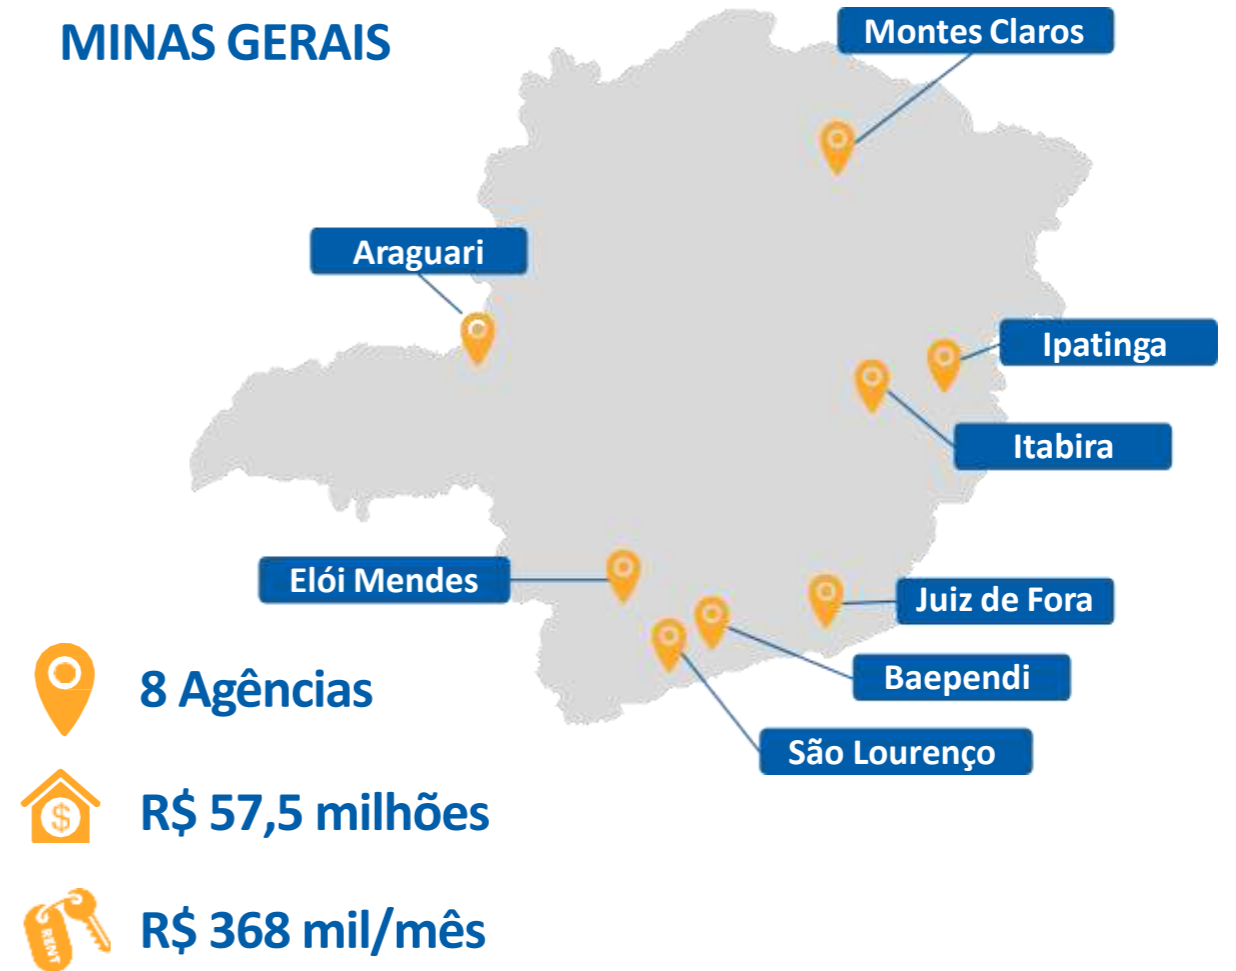 MINAS GERAIS
Montes Claros
Araguari
Ipatinga
Itabira
Elói Mendes
Juiz de Fora
Baependi
São Lourenço
8 Agências
$
R$ 57,5 milhões
RENT
R$ 368 mil/mês